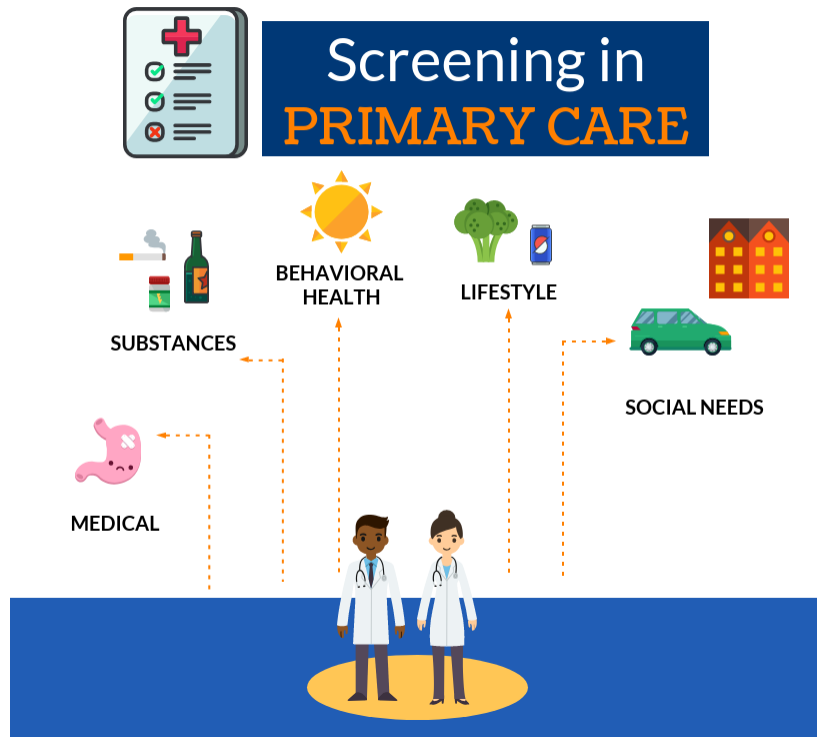 Screening in
PRIMARY CARE
BEHAVIORAL
HEALTH
LIFESTYLE
SUBSTANCES
SOCIAL NEEDS
MEDICAL